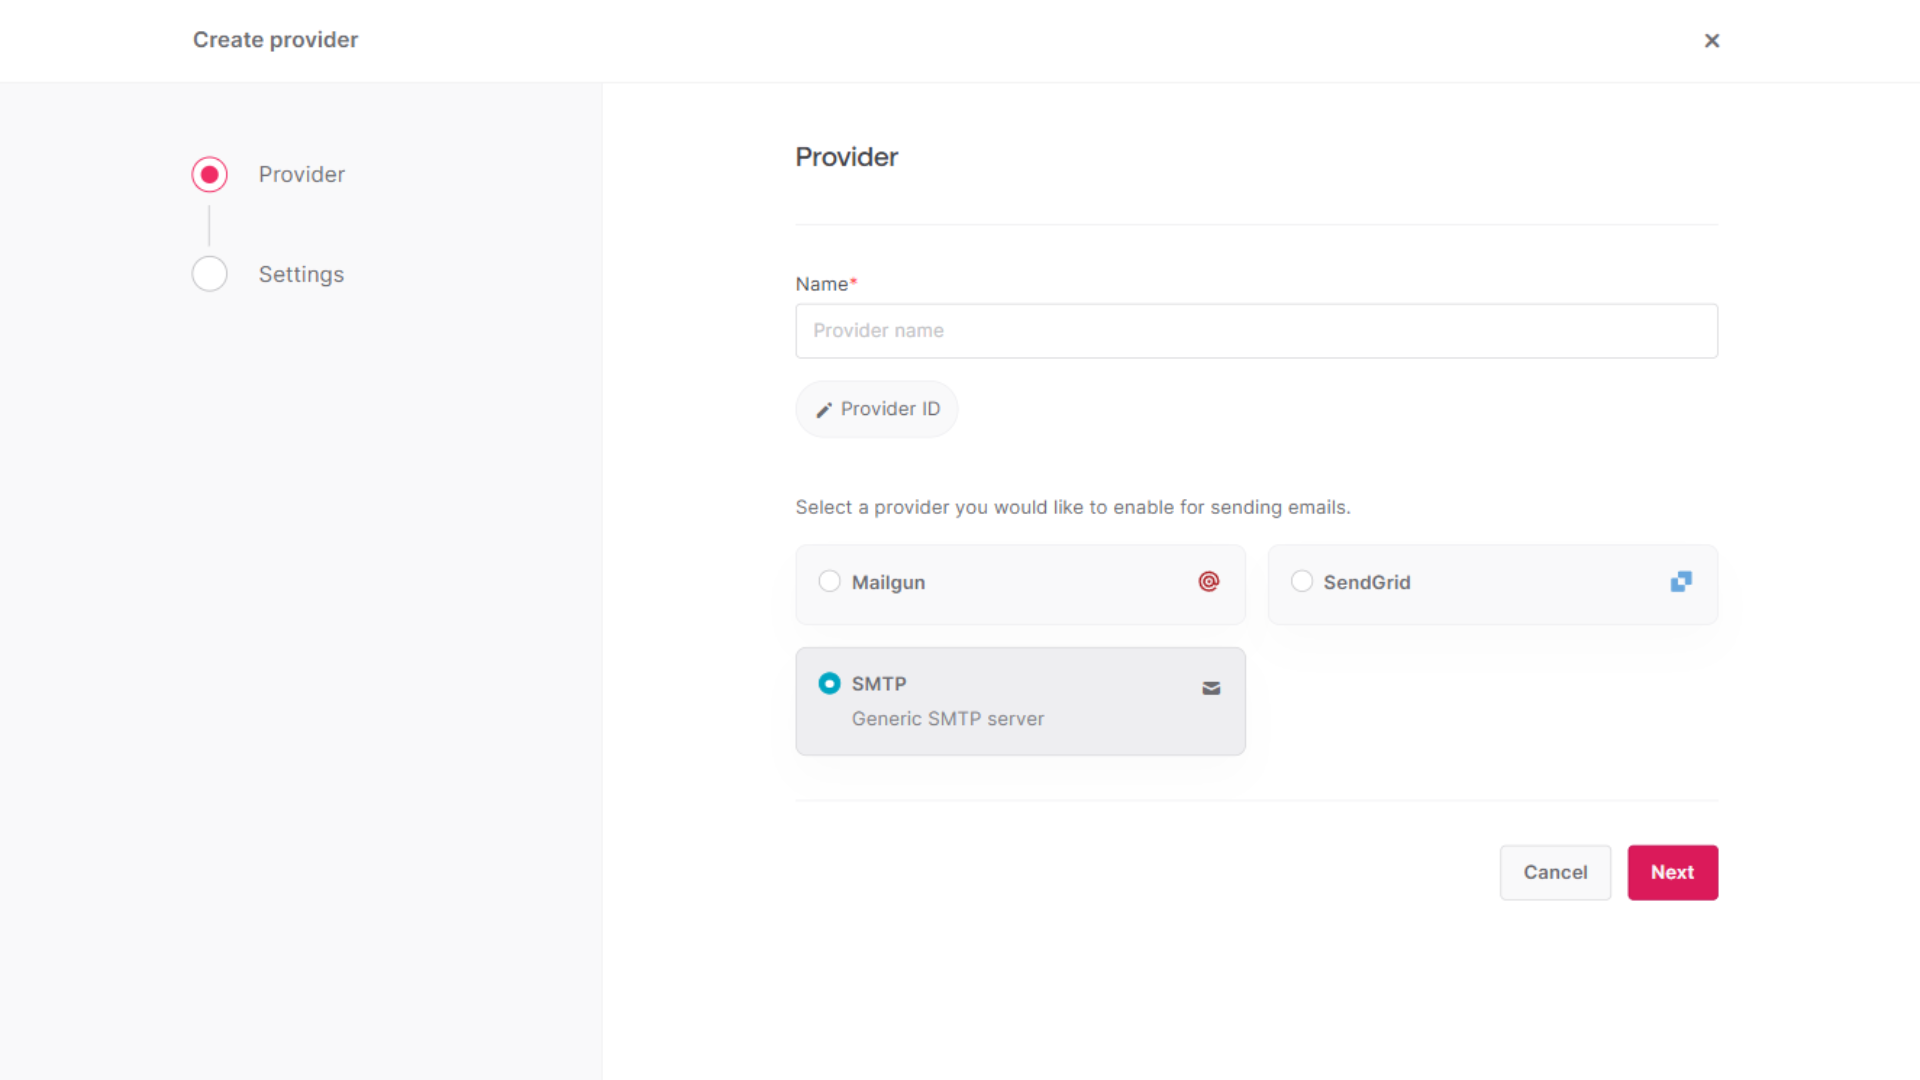 Create provider
Provider
Settings
Provider
Name*
Provider name
Provider ID
Select a provider you would like to enable for sending emails.
Mailgun
SendGrid
SMTP
Generic SMTP server
Cancel
Next